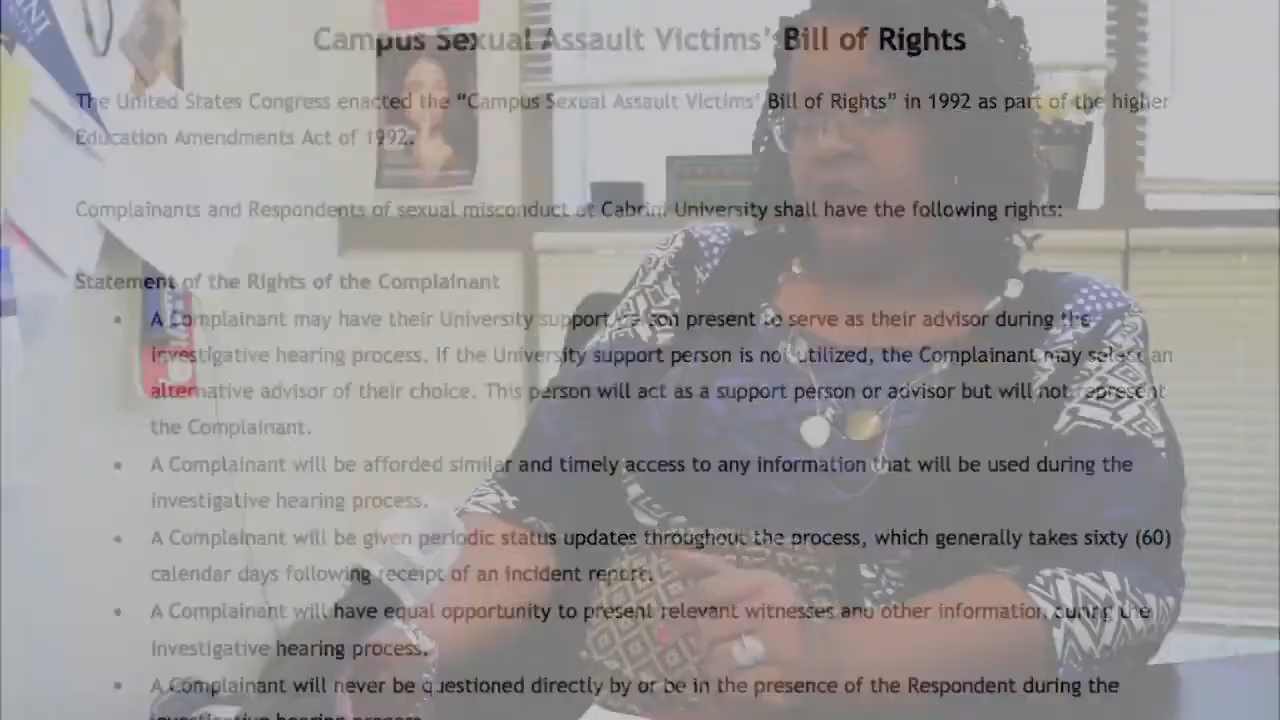 Campus Sexual Assault Victims' Bill of Rights
The United States Congress enacted the "Campus Sexual Assault Victims' Bill of Rights" in 1992 as part of the higher
Education Amendments Act of 1992.
Complainants and Respondents of sexual misconduct at Cabrini University shall have the following rights:
Statement of the Rights of the Complainant
• A Complainant may have their University support person present to serve as their advisor during the
investigative hearing process. If the University support person is not utilized, the Complainant may select an
alternative advisor of their choice. This person will act as a support person or advisor but will not represent
the Complainant.
• A Complainant will be afforded similar and timely access to any information that will be used during the
investigative hearing process.
• A Complainant will be given periodic status updates throughout the process, which generally takes sixty (60)
calendar days following receipt of an incident report.
• A Complainant will have equal opportunity to present relevant witnesses and other information during the
investigative hearing process.
• A Complainant will never be questioned directly by or be in the presence of the Respondent during the
investigative hearing process.